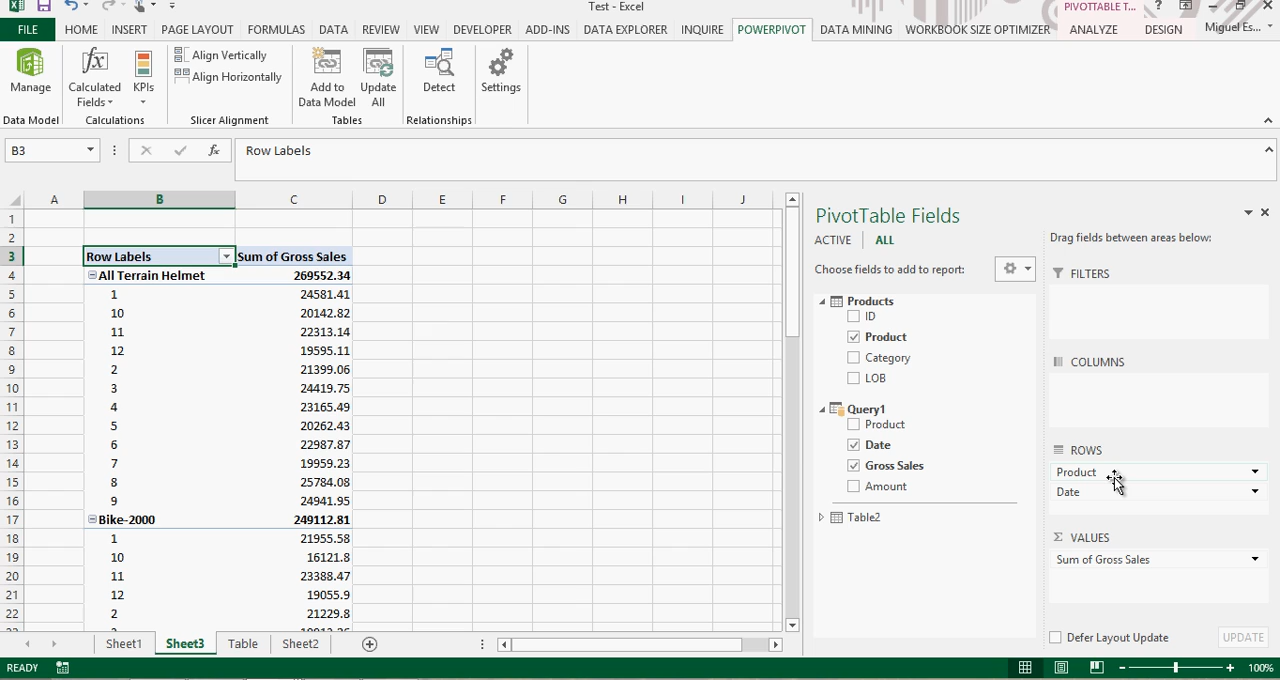 Test - Excel
PIVOTTABLE T...
?
FILE HOME INSERT PAGE LAYOUT FORMULAS DATA REVIEW VIEW DEVELOPER ADD-INS DATA EXPLORER INQUIRE POWERPIVOT DATA MINING WORKBOOK SIZE OPTIMIZER ANALYZE DESIGN Miguel Es...
Manage
Calculated Fields
KPIs
Align Vertically
Align Horizontally
Add to Data Model
Update All
Detect
Settings
Data Model Calculations Slicer Alignment Tables Relationships
B3 fx Row Labels
A B C D E F G H I J
1
2
3 Row Labels Sum of Gross Sales
4 All Terrain Helmet 269552.34
5 1 24581.41
6 10 20142.82
7 11 22313.14
8 12 19595.11
9 2 21399.06
10 3 24419.75
11 4 23165.49
12 5 20262.43
13 6 22987.87
14 7 19959.23
15 8 25784.08
16 9 24941.95
17 Bike-2000 249112.81
18 1 21955.58
19 10 16121.8
20 11 23388.47
21 12 19055.9
22 2 21229.8
PivotTable Fields
ACTIVE ALL
Choose fields to add to report:
Products
ID
Product
Category
LOB
Query1
Product
Date
Gross Sales
Amount
Table2
Drag fields between areas below:
FILTERS
COLUMNS
ROWS
Product
Date
Σ VALUES
Sum of Gross Sales
Defer Layout Update UPDATE
Sheet1 Sheet3 Table Sheet2
READY 100%